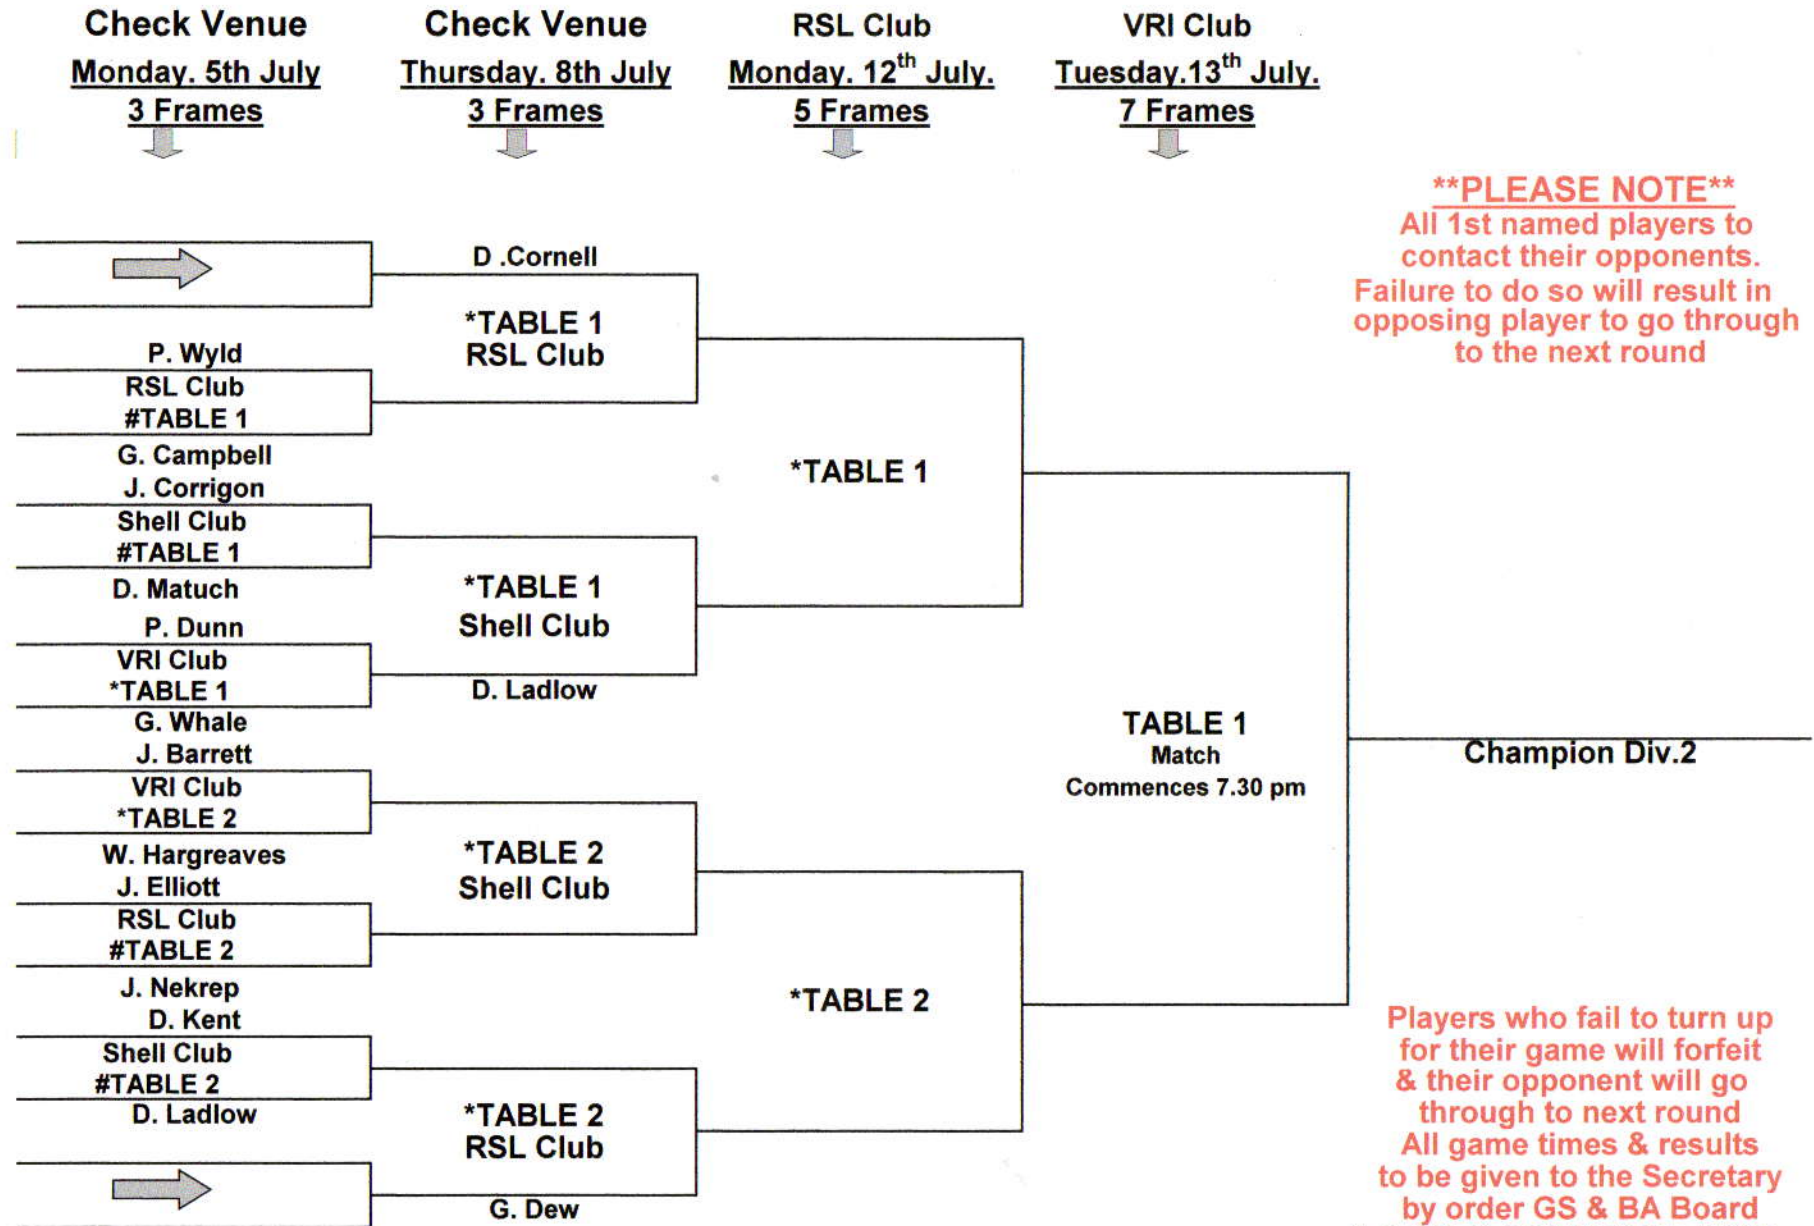 Check Venue
Monday. 5th July
3 Frames
Check Venue
Thursday. 8th July
3 Frames
RSL Club
Monday. 12th July.
5 Frames
VRI Club
Tuesday.13th July.
7 Frames
**PLEASE NOTE**
All 1st named players to
contact their opponents.
Failure to do so will result in
opposing player to go through
to the next round
P. Wyld
RSL Club
#TABLE 1
G. Campbell
J. Corrigon
Shell Club
#TABLE 1
D. Matuch
P. Dunn
VRI Club
*TABLE 1
G. Whale
J. Barrett
VRI Club
*TABLE 2
W. Hargreaves
J. Elliott
RSL Club
#TABLE 2
J. Nekrep
D. Kent
Shell Club
#TABLE 2
D. Ladlow
D .Cornell
*TABLE 1
RSL Club
*TABLE 1
Shell Club
D. Ladlow
*TABLE 2
Shell Club
*TABLE 2
RSL Club
G. Dew
*TABLE 1
*TABLE 2
TABLE 1
Match
Commences 7.30 pm
Champion Div.2
Players who fail to turn up
for their game will forfeit
& their opponent will go
through to next round
All game times & results
to be given to the Secretary
by order GS & BA Board